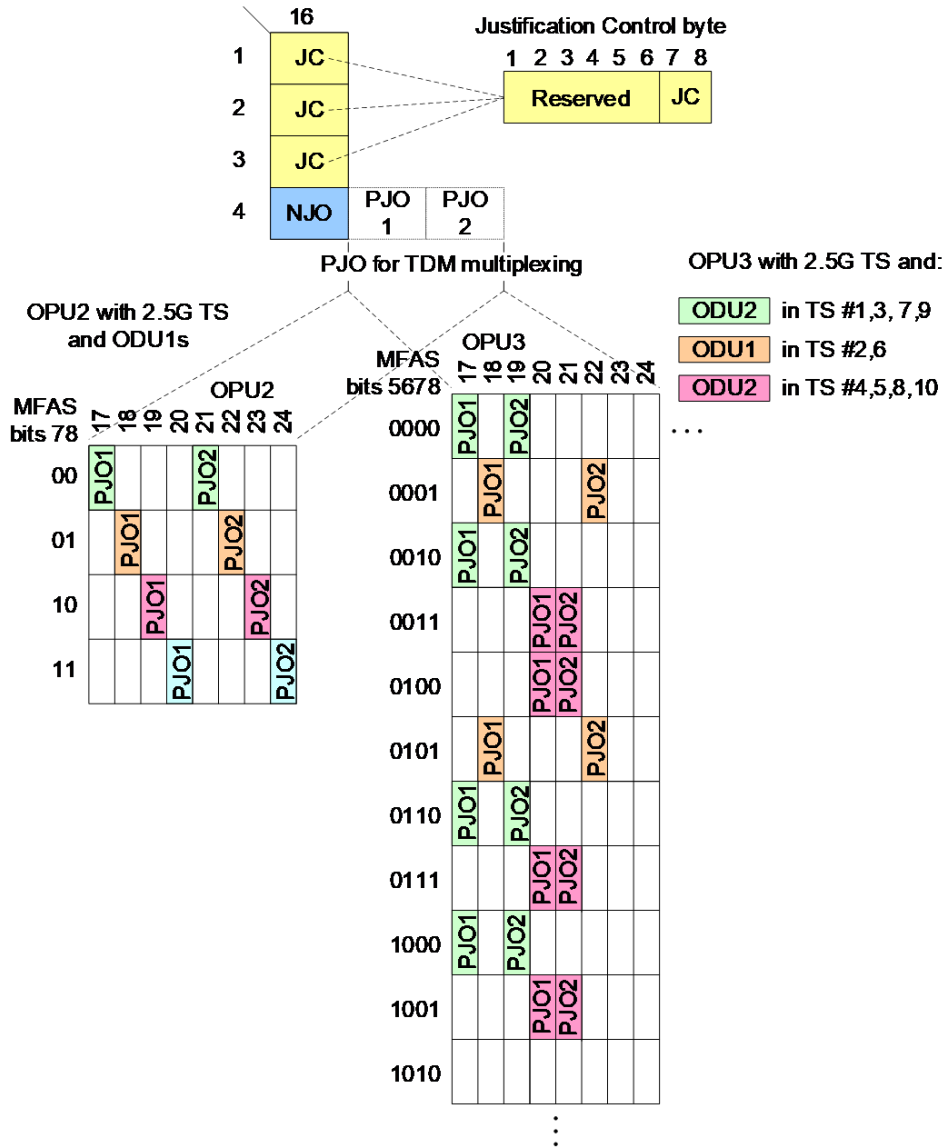 16
Justification Control byte
1 2 3 4 5 6 7 8
1 JC
Reserved JC
2 JC
3 JC
4 NJO PJO 1 PJO 2
PJO for TDM multiplexing
OPU3 with 2.5G TS and:
ODU2 in TS #1,3, 7,9
ODU1 in TS #2,6
ODU2 in TS #4,5,8,10
OPU2 with 2.5G TS
and ODU1s
OPU2
MFAS
bits 78
17 18 19 20 21 22 23 24
00 PJO1 PJO2
01 PJO1 PJO2
10 PJO1 PJO2
11 PJO1 PJO2
OPU3
MFAS
bits 5678
17 18 19 20 21 22 23 24
0000 PJO1 PJO2
...
0001 PJO1 PJO2
0010 PJO1 PJO2
0011 PJO1 PJO2
0100 PJO1 PJO2
0101 PJO1 PJO2
0110 PJO1 PJO2
0111 PJO1 PJO2
1000 PJO1 PJO2
1001 PJO1 PJO2
1010